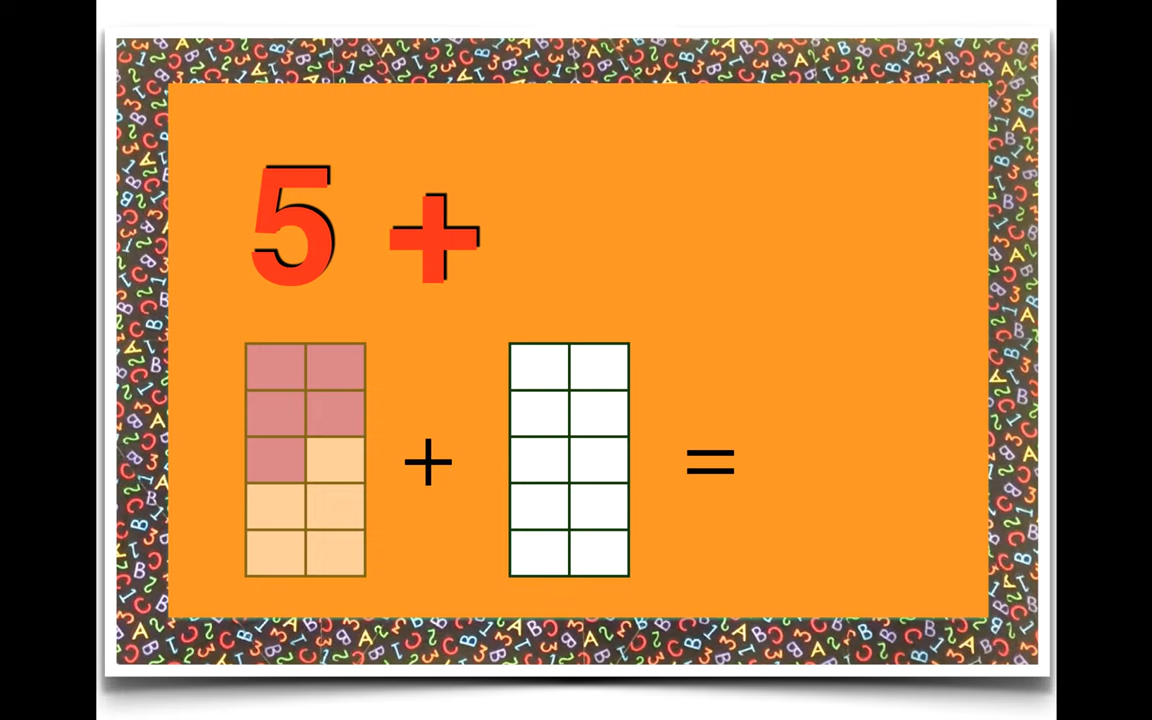 5 +
+ =